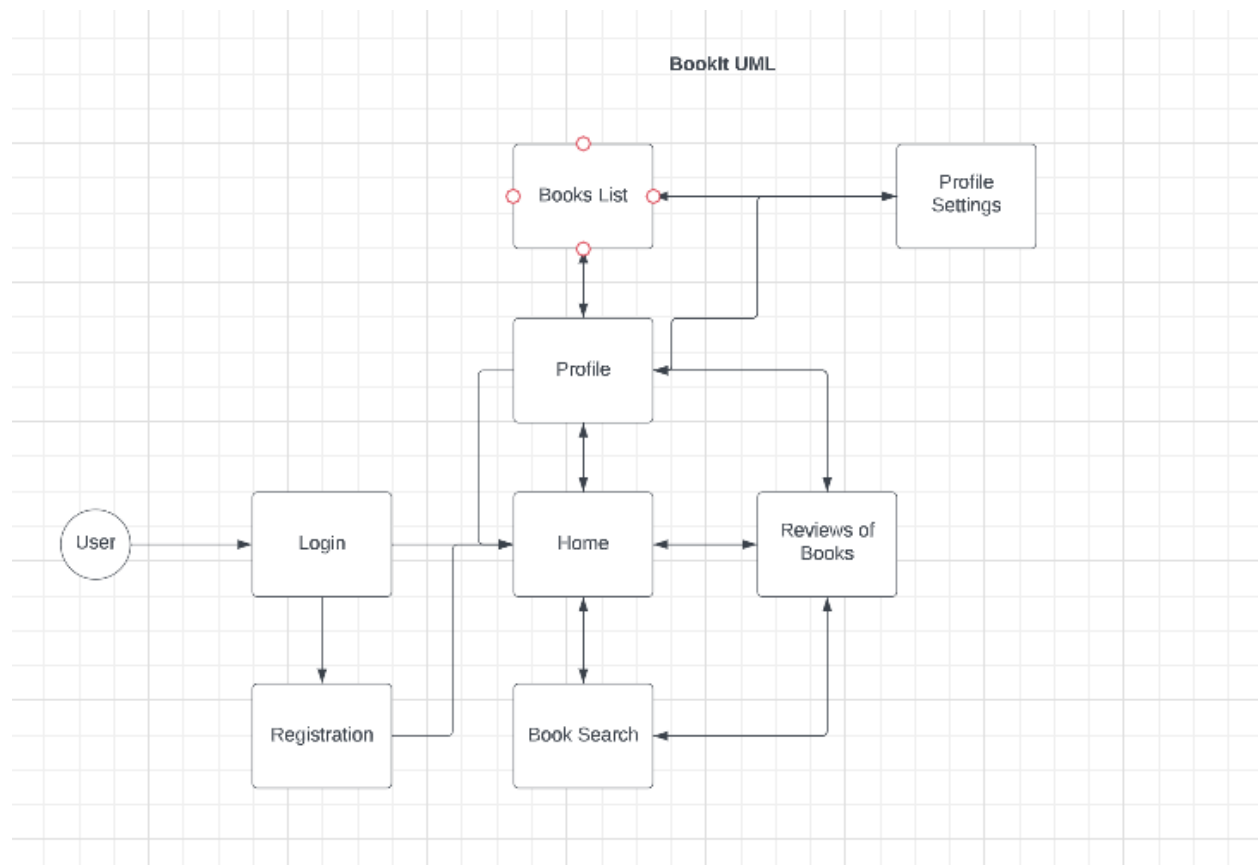 BookIt UML
Books List
Profile
Settings
Profile
User
Login
Home
Reviews of
Books
Registration
Book Search